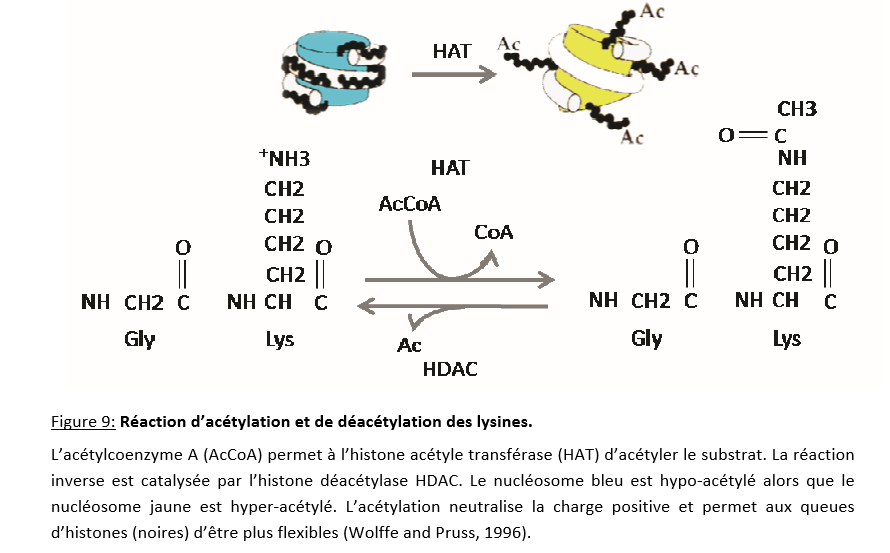 Ac
HAT
Ac
Ac
Ac
CH3
O C
NH
+NH3
HAT
CH2
CH2
AcCoA
CH2
CH2
CoA
O
CH2 O
O
CH2 O
CH2
CH2
NH CH2 C
NH CH C
NH CH2 C
NH CH C
Gly
Lys
Ac
Gly
Lys
HDAC
Figure 9: Réaction d’acétylation et de déacétylation des lysines.
L’acétylcoenzyme A (AcCoA) permet à l’histone acétyle transférase (HAT) d’acétyler le substrat. La réaction
inverse est catalysée par l’histone déacétylase HDAC. Le nucléosome bleu est hypo-acétylé alors que le
nucléosome jaune est hyper-acétylé. L’acétylation neutralise la charge positive et permet aux queues
d’histones (noires) d’être plus flexibles (Wolffe and Pruss, 1996).